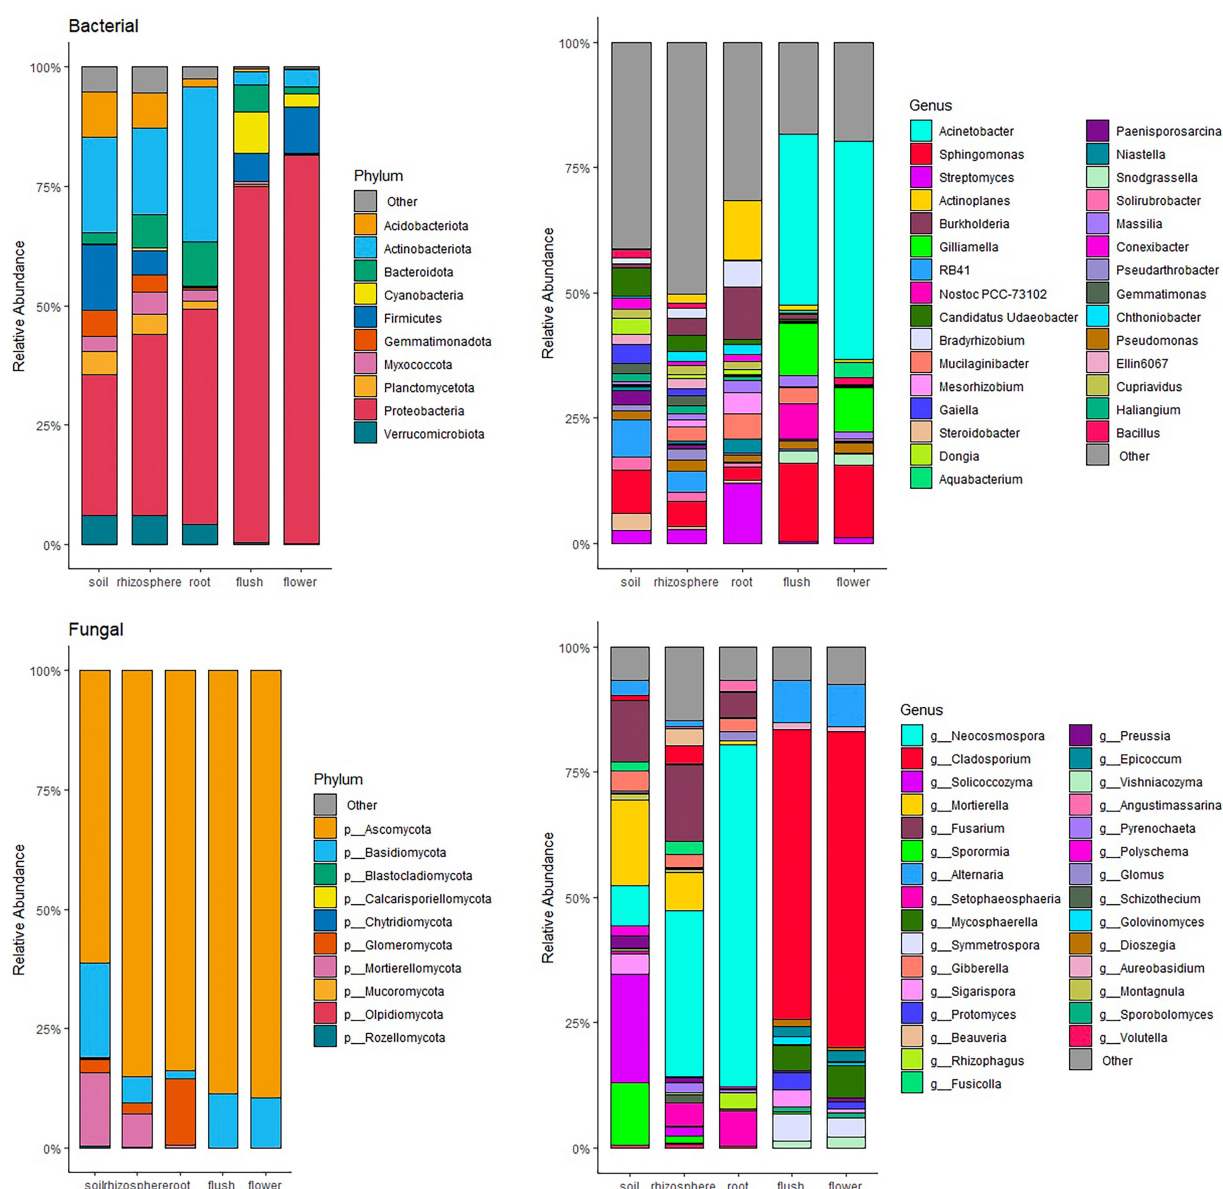 Bacterial
Relative Abundance
100%
75%
50%
25%
0%
soil rhizosphere root flush flower
Phylum
Other
Acidobacteriota
Actinobacteriota
Bacteroidota
Cyanobacteria
Firmicutes
Gemmatimonadota
Myxococcota
Planctomycetota
Proteobacteria
Verrucomicrobiota
Relative Abundance
100%
75%
50%
25%
0%
soil rhizosphere root flush flower
Genus
Acinetobacter
Sphingomonas
Streptomyces
Actinoplanes
Burkholderia
Gilliamella
RB41
Nostoc PCC-73102
Candidatus Udaeobacter
Bradyrhizobium
Mucilaginibacter
Mesorhizobium
Gaiella
Steroidobacter
Dongia
Aquabacterium
Paenisporosarcina
Niastella
Snodgrassella
Solirubrobacter
Massilia
Conexibacter
Pseudarthrobacter
Gemmatimonas
Chthoniobacter
Pseudomonas
Ellin6067
Cupriavidus
Haliangium
Bacillus
Other
Fungal
Relative Abundance
100%
75%
50%
25%
0%
soilrhizosphereroot flush flower
Phylum
Other
p__Ascomycota
p__Basidiomycota
p__Blastocladiomycota
p__Calcarisporiellomycota
p__Chytridiomycota
p__Glomeromycota
p__Mortierellomycota
p__Mucoromycota
p__Olpidiomycota
p__Rozellomycota
Relative Abundance
100%
75%
50%
25%
0%
soil rhizosphere root flush flower
Genus
g__Neocosmospora
g__Cladosporium
g__Solicoccozyma
g__Mortierella
g__Fusarium
g__Sporormia
g__Alternaria
g__Setophaeosphaeria
g__Mycosphaerella
g__Symmetrospora
g__Gibberella
g__Sigarispora
g__Protomyces
g__Beauveria
g__Rhizophagus
g__Fusicolla
g__Preussia
g__Epicoccum
g__Vishniacozyma
g__Angustimassarina
g__Pyrenochaeta
g__Polyschema
g__Glomus
g__Schizothecium
g__Golovinomyces
g__Dioszegia
g__Aureobasidium
g__Montagnula
g__Sporobolomyces
g__Volutella
Other